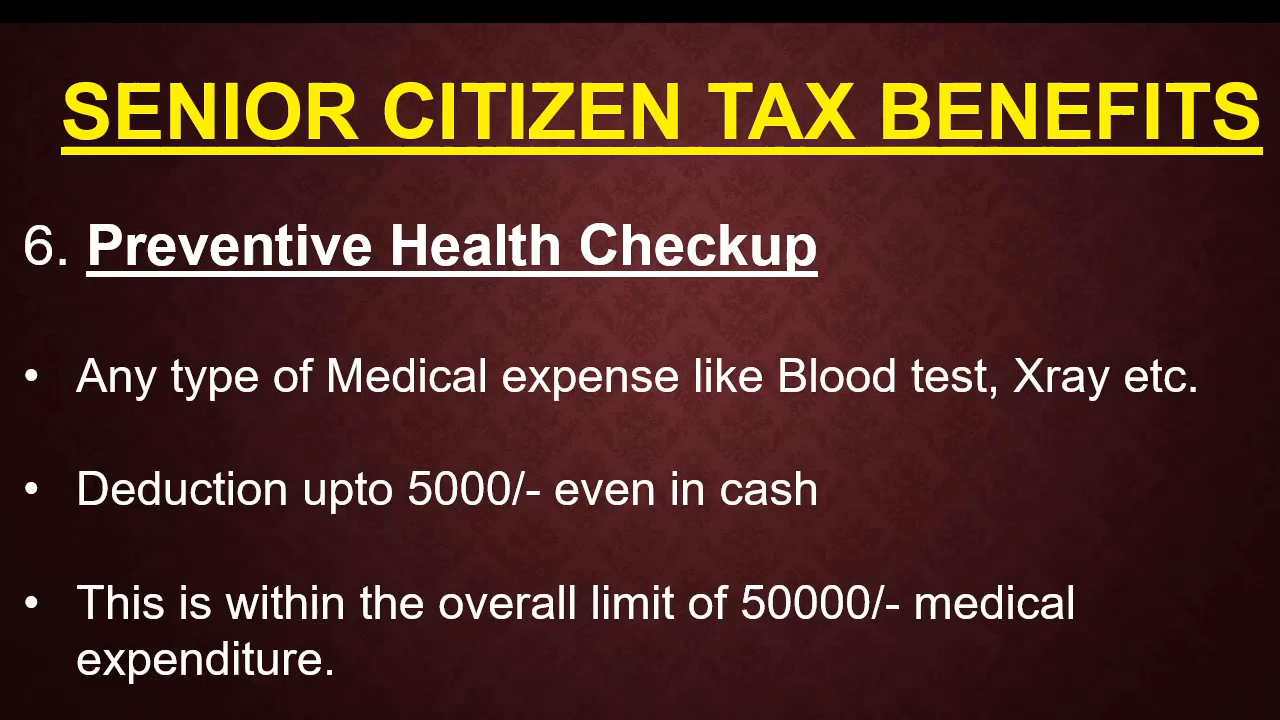 SENIOR CITIZEN TAX BENEFITS
6. Preventive Health Checkup
• Any type of Medical expense like Blood test, Xray etc.
• Deduction upto 5000/- even in cash
• This is within the overall limit of 50000/- medical
expenditure.